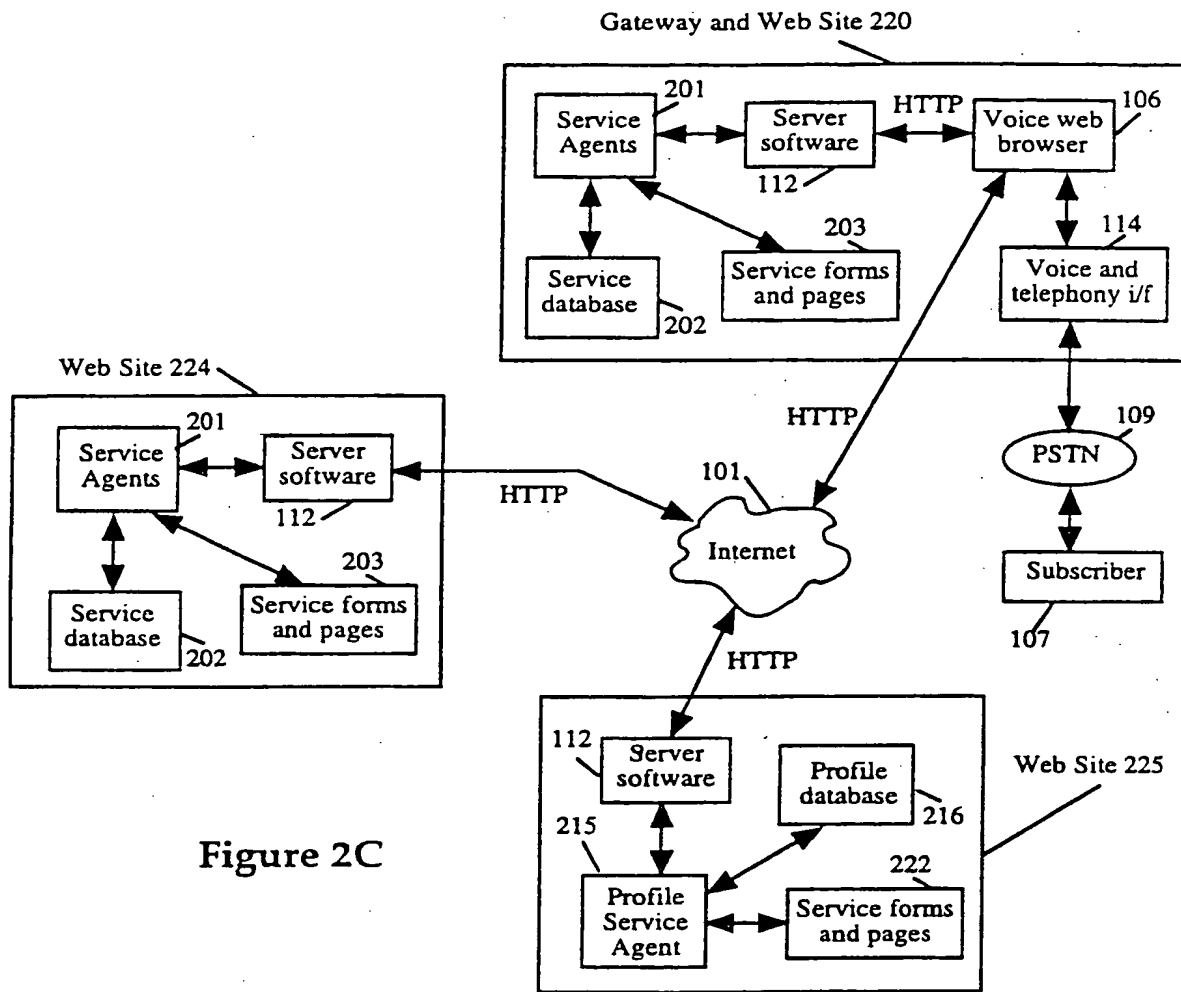 Gateway and Web Site 220
201
Service
Agents
Server
software
112
HTTP
Voice web
browser
106
Service
database
202
203
Service forms
and pages
114
Voice and
telephony i/f
Web Site 224
201
Service
Agents
Server
software
112
HTTP
Service
database
202
203
Service forms
and pages
HTTP
109
PSTN
101
Internet
Subscriber
107
HTTP
112
Server
software
Profile
database
216
Web Site 225
215
Profile
Service
Agent
222
Service forms
and pages
Figure 2C